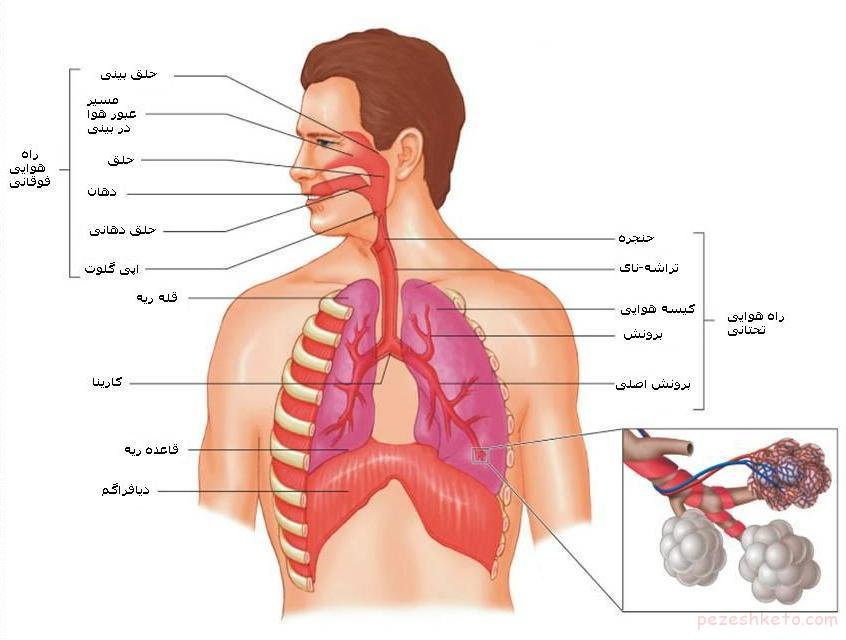 حلق بینی
مسیر
عبور هوا
در بینی
حلق
دهان
حلق دهانی
اپی گلوت
راه
هوایی
فوقانی
قله ریه
کارینا
قاعده ریه
دیافراگم
حنجره
تراشه-نای
کیسه هوایی
برونش
برونش اصلی
راه هوایی
تحتانی
pezeshketo.com